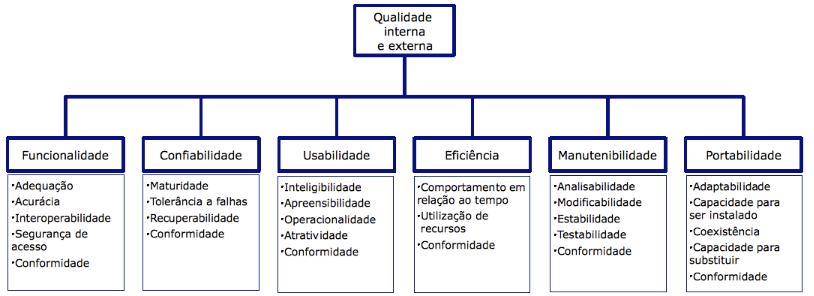 Qualidade
interna
e externa
Funcionalidade
Confiabilidade
Usabilidade
Eficiência
Manutenibilidade
Portabilidade
·Adequação
·Acurácia
·Interoperabilidade
·Segurança de
acesso
·Conformidade
·Maturidade
·Tolerância a falhas
·Recuperabilidade
·Conformidade
·Inteligibilidade
·Apreensibilidade
·Operacionalidade
·Atratividade
·Conformidade
·Comportamento em
relação ao tempo
·Utilização de
recursos
·Conformidade
·Analisabilidade
·Modificabilidade
·Estabilidade
·Testabilidade
·Conformidade
·Adaptabilidade
·Capacidade para
ser instalado
·Coexistência
·Capacidade para
substituir
·Conformidade